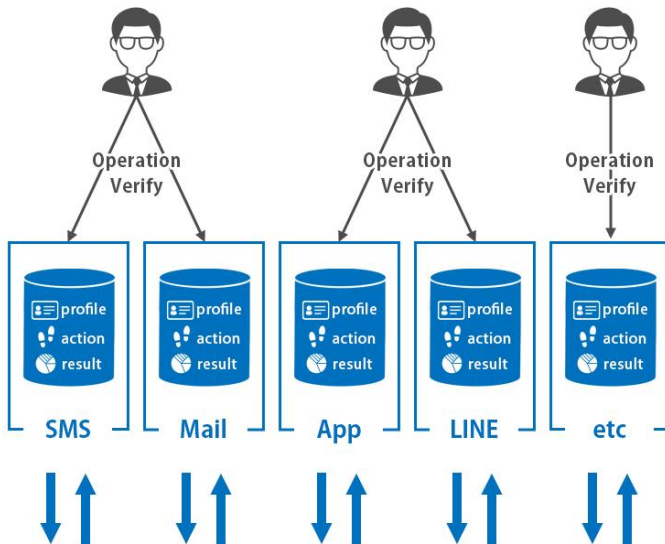 Operation
Verify
Operation
Verify
Operation
Verify
profile
action
result
profile
action
result
profile
action
result
profile
action
result
profile
action
result
SMS
Mail
App
LINE
etc